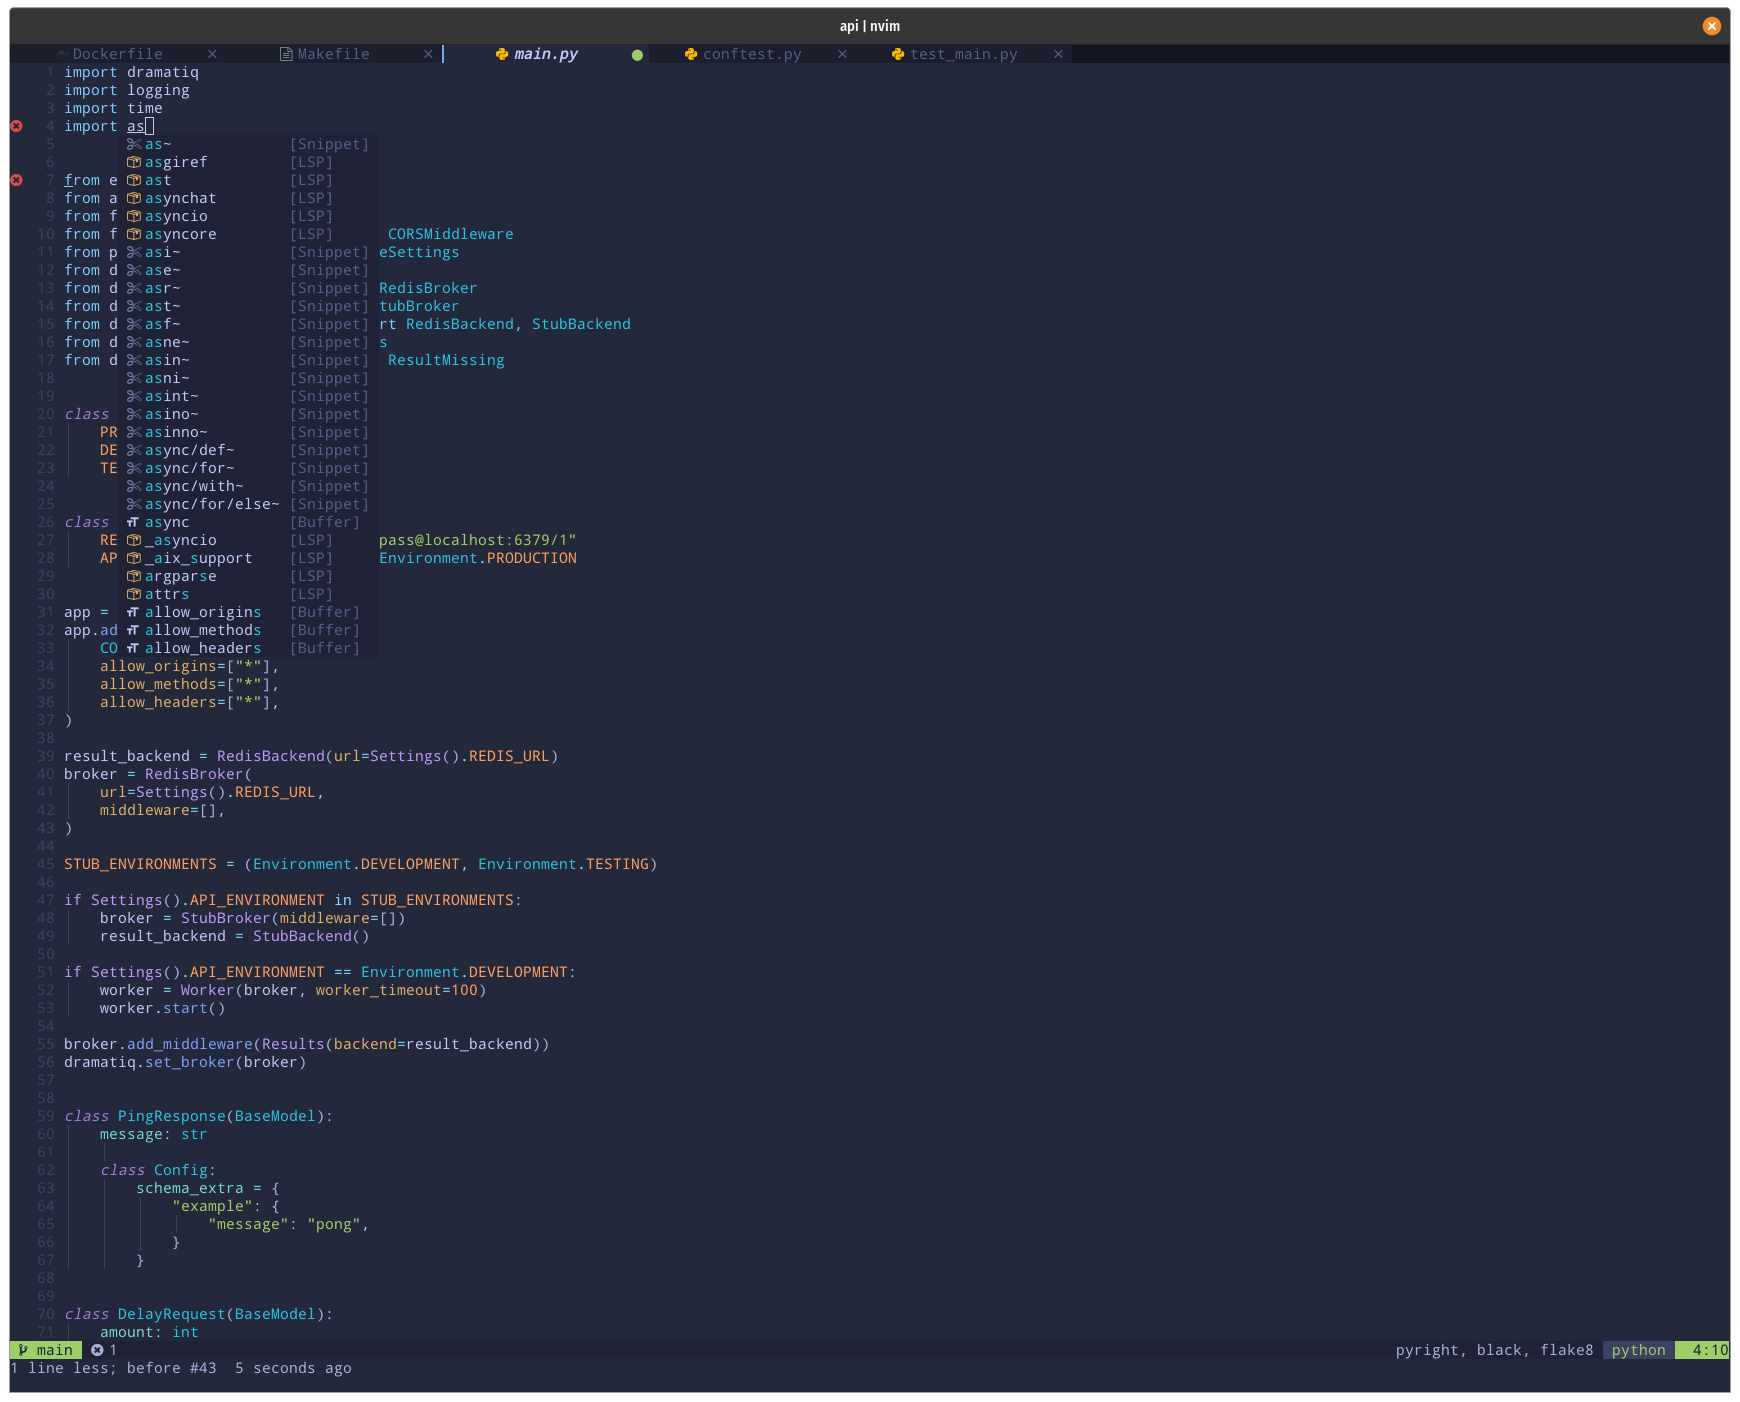 api | nvim
Dockerfile × Makefile × main.py ● conftest.py × test_main.py ×
1 import dramatiq
2 import logging
3 import time
4 import as
5 as~ [Snippet]
6 asgiref [LSP]
7 from e ast [LSP]
8 from a asynchat [LSP]
9 from f asyncio [LSP]
10 from f asyncore [LSP] CORSMiddleware
11 from p asi~ [Snippet] eSettings
12 from d ase~ [Snippet]
13 from d asr~ [Snippet] RedisBroker
14 from d ast~ [Snippet] tubBroker
15 from d asf~ [Snippet] rt RedisBackend, StubBackend
16 from d asne~ [Snippet] s
17 from d asin~ [Snippet] ResultMissing
18 asni~ [Snippet]
19 asint~ [Snippet]
20 class asino~ [Snippet]
21 PR asinno~ [Snippet]
22 DE async/def~ [Snippet]
23 TE async/for~ [Snippet]
24 async/with~ [Snippet]
25 async/for/else~ [Snippet]
26 class async [Buffer]
27 RE _asyncio [LSP] pass@localhost:6379/1"
28 AP _aix_support [LSP] Environment.PRODUCTION
29 argparse [LSP]
30 attrs [LSP]
31 app = allow_origins [Buffer]
32 app.ad allow_methods [Buffer]
33 CO allow_headers [Buffer]
34 allow_origins=["*"],
35 allow_methods=["*"],
36 allow_headers=["*"],
37 )
38
39 result_backend = RedisBackend(url=Settings().REDIS_URL)
40 broker = RedisBroker(
41 url=Settings().REDIS_URL,
42 middleware=[],
43 )
44
45 STUB_ENVIRONMENTS = (Environment.DEVELOPMENT, Environment.TESTING)
46
47 if Settings().API_ENVIRONMENT in STUB_ENVIRONMENTS:
48 broker = StubBroker(middleware=[])
49 result_backend = StubBackend()
50
51 if Settings().API_ENVIRONMENT == Environment.DEVELOPMENT:
52 worker = Worker(broker, worker_timeout=100)
53 worker.start()
54
55 broker.add_middleware(Results(backend=result_backend))
56 dramatiq.set_broker(broker)
57
58
59 class PingResponse(BaseModel):
60 message: str
61
62 class Config:
63 schema_extra = {
64 "example": {
65 "message": "pong",
66 }
67 }
68
69
70 class DelayRequest(BaseModel):
71 amount: int
main 1 pyright, black, flake8 python 4:10
1 line less; before #43 5 seconds ago